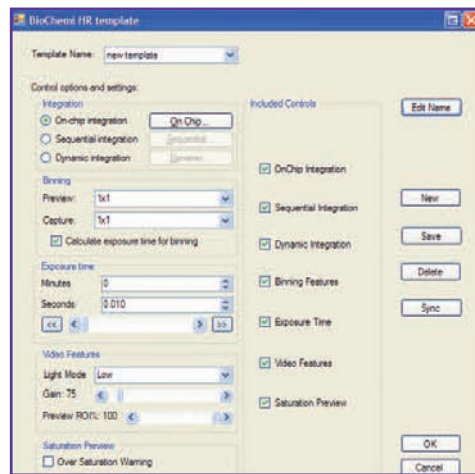 BioChemi HR template
Template Name: new template
Control options and settings:
Integration
On-chip integration On Chip...
Sequential integration Sequential...
Dynamic integration Dynamic...
Binning
Preview: 1x1
Capture: 1x1
Calculate exposure time for binning
Exposure time
Minutes 0
Seconds 0.010
<< < > >>
Video Features
Light Mode Low
Gain: 75
Preview ROI%: 100
Saturation Preview
Over Saturation Warning
Included Controls
OnChip Integration
Sequential Integration
Dynamic Integration
Binning Features
Exposure Time
Video Features
Saturation Preview
Edit Name
New
Save
Delete
Sync
OK
Cancel